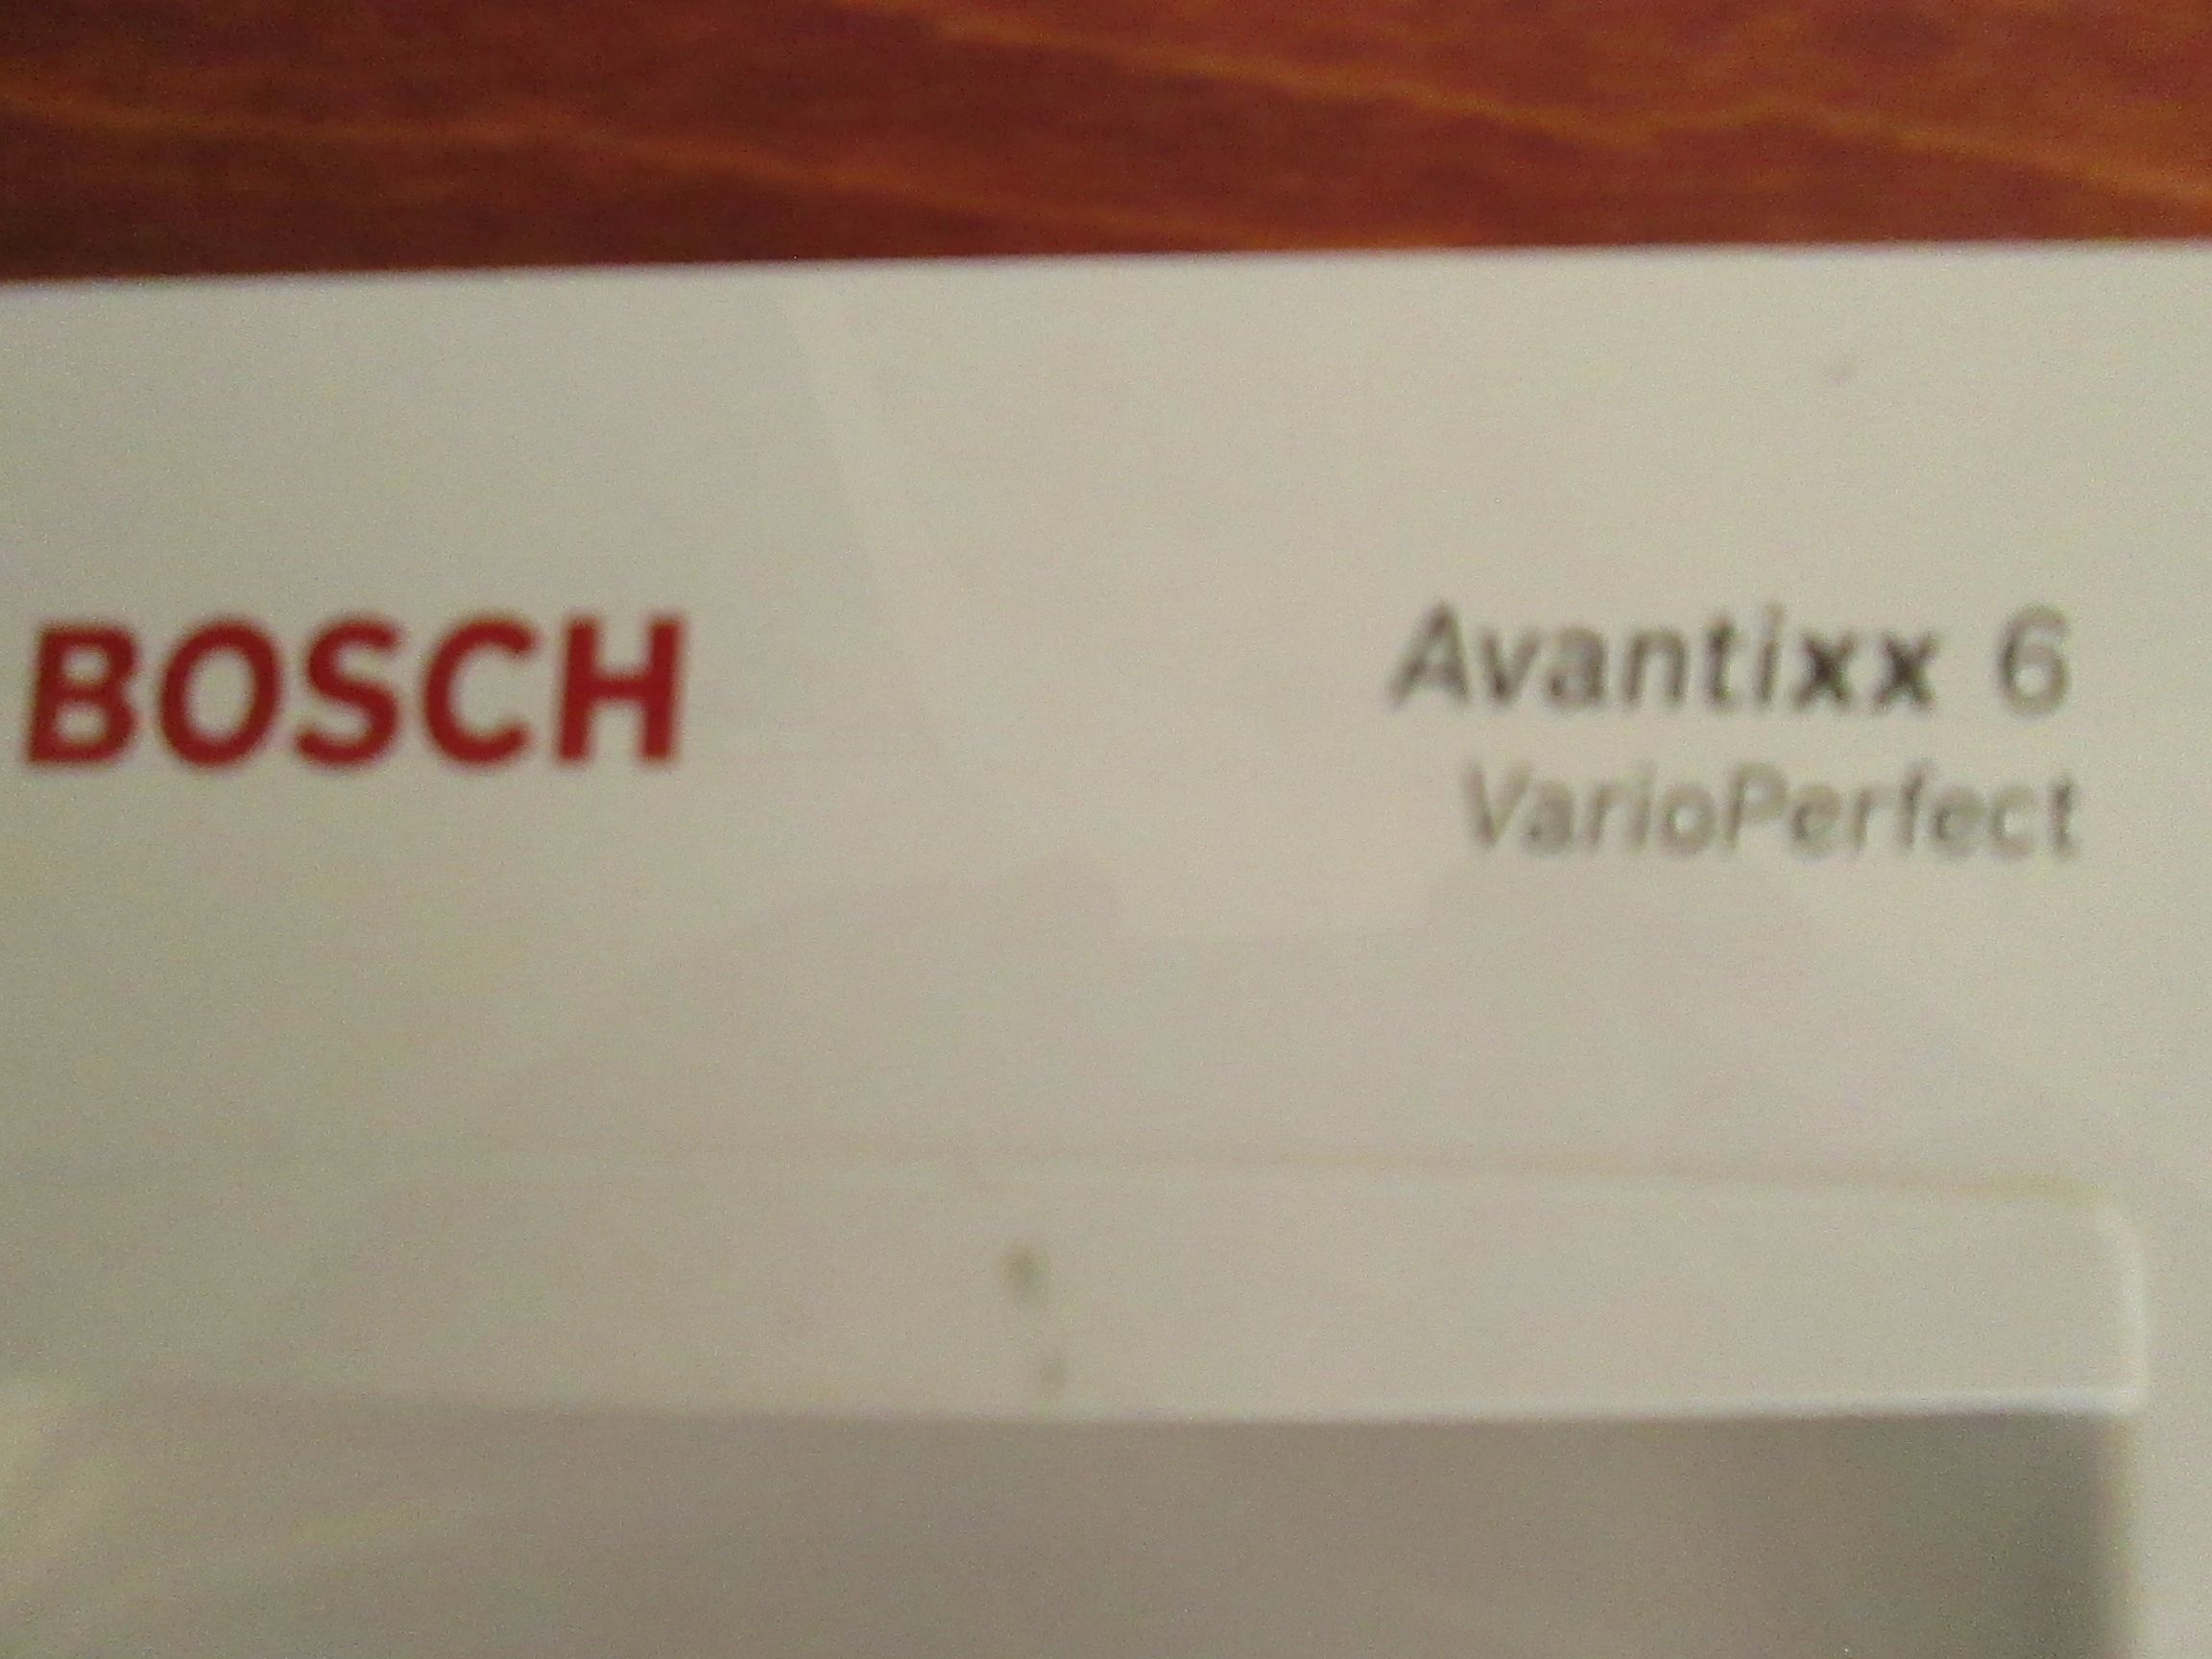 BOSCH
Avantixx 6
VarioPerfect